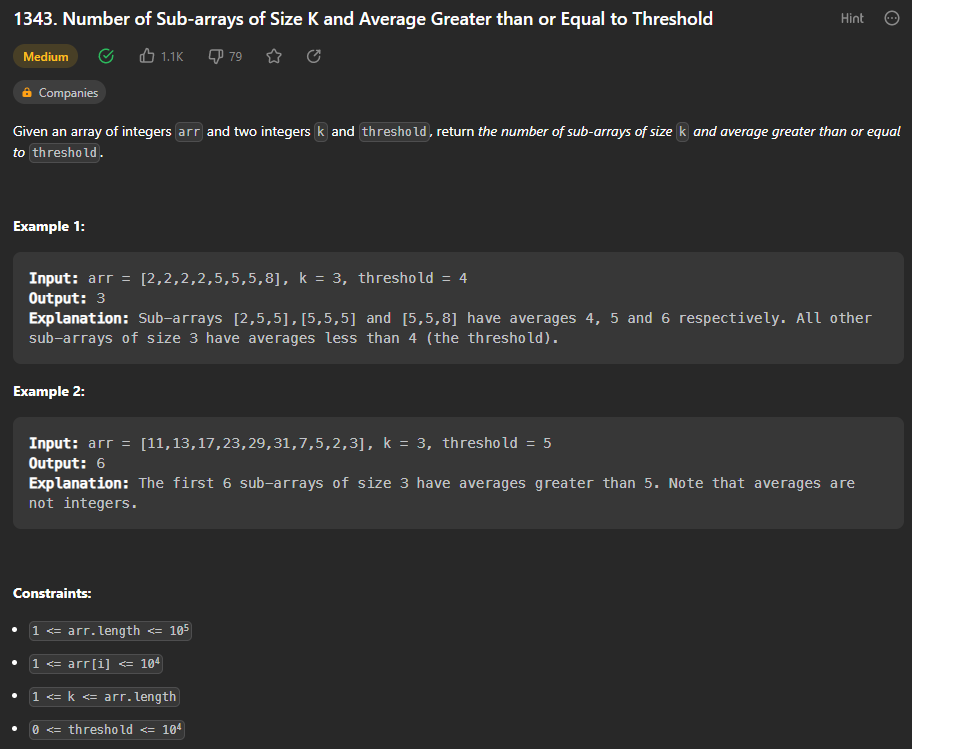 1343. Number of Sub-arrays of Size K and Average Greater than or Equal to Threshold
Hint
Medium 1.1K 79
Companies
Given an array of integers arr and two integers k and threshold, return the number of sub-arrays of size k and average greater than or equal
to threshold.
Example 1:
Input: arr = [2,2,2,2,5,5,5,8], k = 3, threshold = 4
Output: 3
Explanation: Sub-arrays [2,5,5],[5,5,5] and [5,5,8] have averages 4, 5 and 6 respectively. All other
sub-arrays of size 3 have averages less than 4 (the threshold).
Example 2:
Input: arr = [11,13,17,23,29,31,7,5,2,3], k = 3, threshold = 5
Output: 6
Explanation: The first 6 sub-arrays of size 3 have averages greater than 5. Note that averages are
not integers.
Constraints:
• 1 <= arr.length <= 10⁵
• 1 <= arr[i] <= 10⁴
• 1 <= k <= arr.length
• 0 <= threshold <= 10⁴